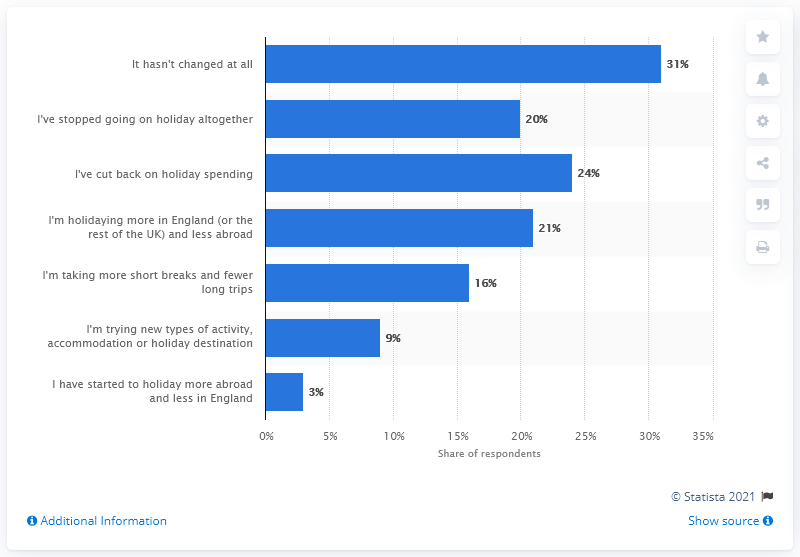 It hasn't changed at all
31%
I've stopped going on holiday altogether
20%
I've cut back on holiday spending
24%
I'm holidaying more in England (or the
rest of the UK) and less abroad
21%
I'm taking more short breaks and fewer
long trips
16%
I'm trying new types of activity,
accommodation or holiday destination
9%
I have started to holiday more abroad
and less in England
3%
0% 5% 10% 15% 20% 25% 30% 35%
Share of respondents
© Statista 2021
Additional Information
Show source